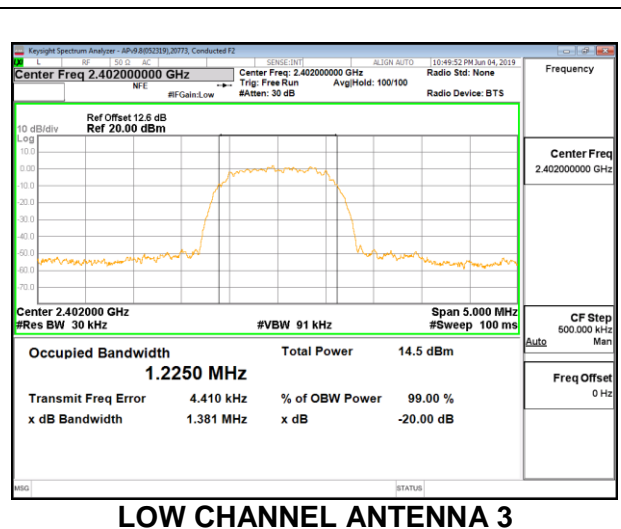 Keysight Spectrum Analyzer - APv9.8(052319),20773, Conducted F2
L RF 50 Ω AC SENSE:INT ALIGN AUTO 10:49:52 PM Jun 04, 2019
Center Freq 2.402000000 GHz
NFE
#IFGain:Low
Center Freq: 2.402000000 GHz
Trig: Free Run Avg|Hold: 100/100
#Atten: 30 dB
Radio Std: None
Radio Device: BTS
Frequency
Ref Offset 12.6 dB
10 dB/div Ref 20.00 dBm
Log
10.0
0.00
-10.0
-20.0
-30.0
-40.0
-50.0
-60.0
-70.0
Center 2.402000 GHz Span 5.000 MHz
#Res BW 30 kHz #VBW 91 kHz #Sweep 100 ms
Occupied Bandwidth Total Power 14.5 dBm
1.2250 MHz
Transmit Freq Error 4.410 kHz % of OBW Power 99.00 %
x dB Bandwidth 1.381 MHz x dB -20.00 dB
Center Freq
2.402000000 GHz
CF Step
500.000 kHz
Auto Man
Freq Offset
0 Hz
MSG STATUS
LOW CHANNEL ANTENNA 3